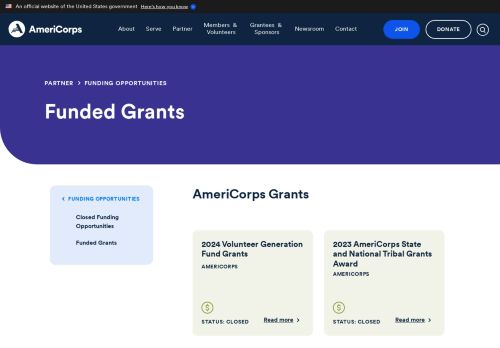 An official website of the United States government Here's how you know
AmeriCorps
About Serve Partner Members & Volunteers Grantees & Sponsors Newsroom Contact
JOIN
DONATE
PARTNER > FUNDING OPPORTUNITIES
Funded Grants
FUNDING OPPORTUNITIES
Closed Funding
Opportunities
Funded Grants
AmeriCorps Grants
2024 Volunteer Generation
Fund Grants
AMERICORPS
STATUS: CLOSED Read more
2023 AmeriCorps State
and National Tribal Grants
Award
AMERICORPS
STATUS: CLOSED Read more